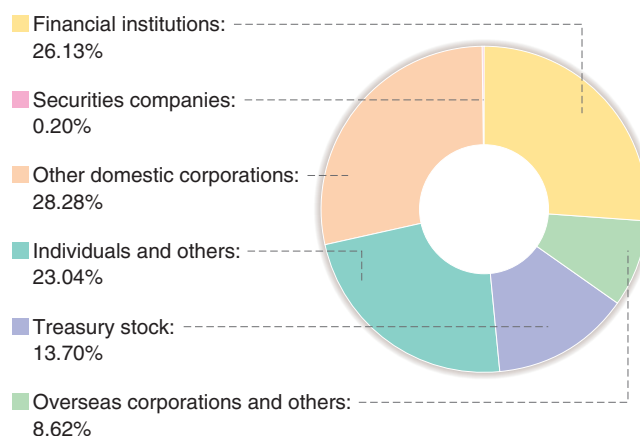 Financial institutions:
26.13%
Securities companies:
0.20%
Other domestic corporations:
28.28%
Individuals and others:
23.04%
Treasury stock:
13.70%
Overseas corporations and others:
8.62%